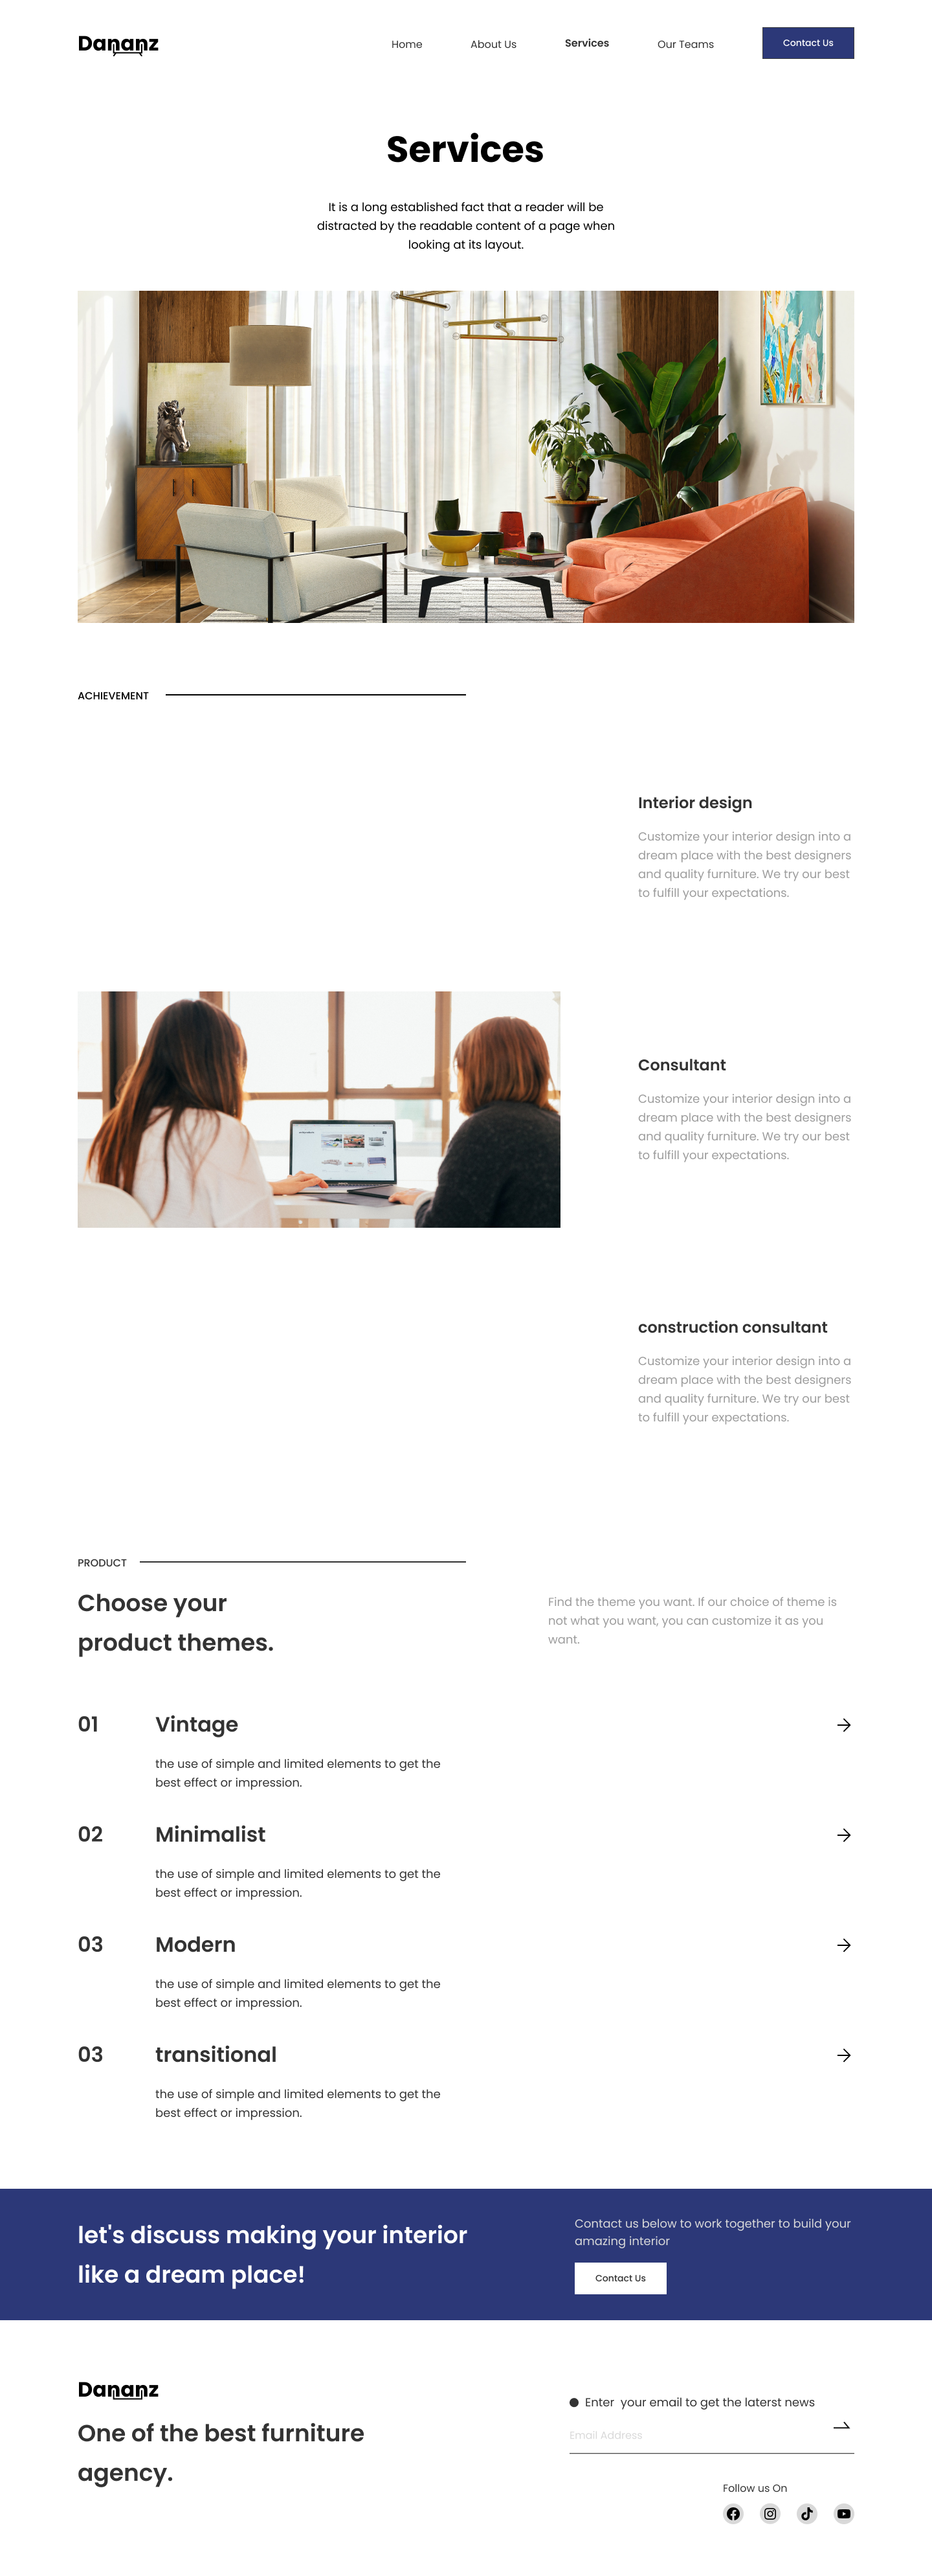 Dananz
Home About Us Services Our Teams Contact Us
Services
It is a long established fact that a reader will be
distracted by the readable content of a page when
looking at its layout.
ACHIEVEMENT
Interior design
Customize your interior design into a
dream place with the best designers
and quality furniture. We try our best
to fulfill your expectations.
Consultant
Customize your interior design into a
dream place with the best designers
and quality furniture. We try our best
to fulfill your expectations.
construction consultant
Customize your interior design into a
dream place with the best designers
and quality furniture. We try our best
to fulfill your expectations.
PRODUCT
Choose your
product themes.
Find the theme you want. If our choice of theme is
not what you want, you can customize it as you
want.
01 Vintage
the use of simple and limited elements to get the
best effect or impression.
02 Minimalist
the use of simple and limited elements to get the
best effect or impression.
03 Modern
the use of simple and limited elements to get the
best effect or impression.
03 transitional
the use of simple and limited elements to get the
best effect or impression.
let's discuss making your interior
like a dream place!
Contact us below to work together to build your
amazing interior
Contact Us
Dananz
One of the best furniture
agency.
Enter  your email to get the laterst news
Email Address
Follow us On